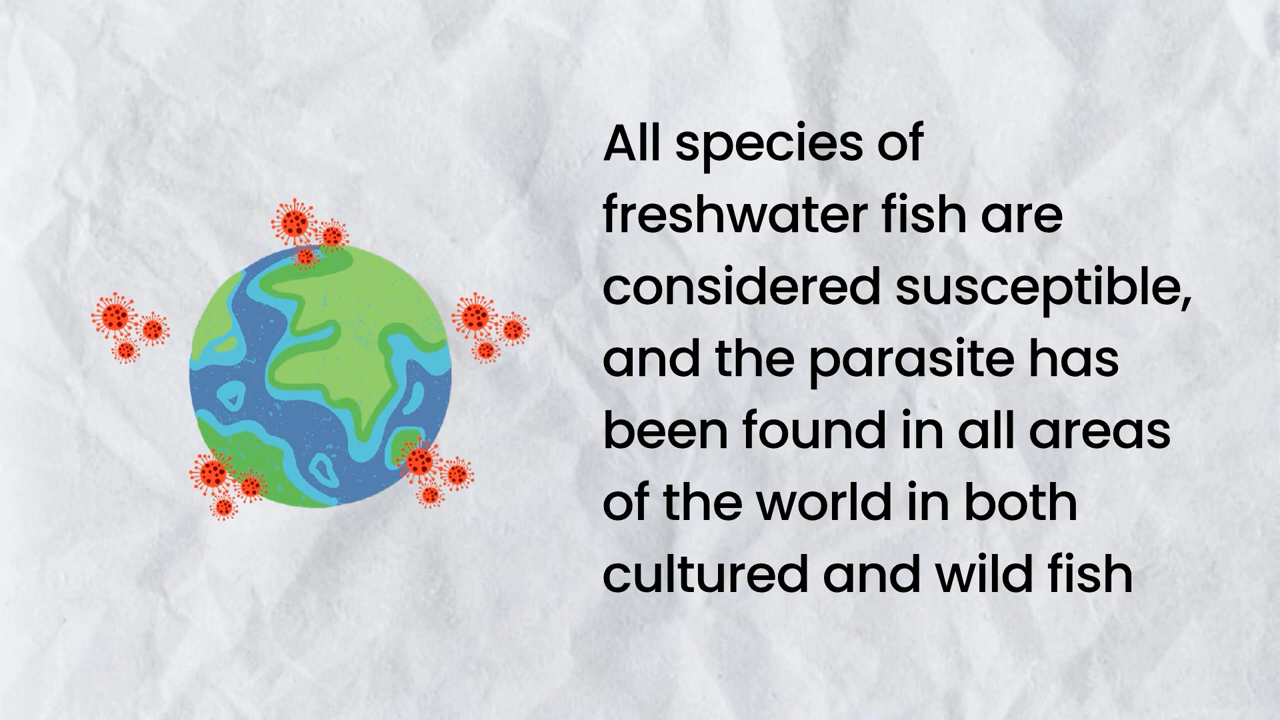 All species of
freshwater fish are
considered susceptible,
and the parasite has
been found in all areas
of the world in both
cultured and wild fish